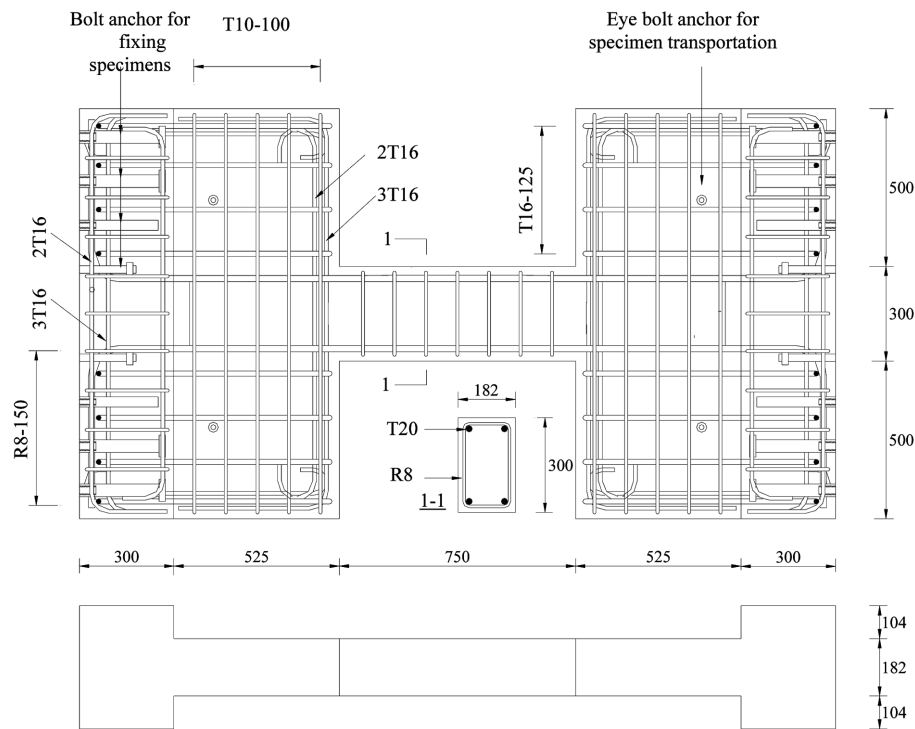 Bolt anchor for
fixing
specimens
T10-100
Eye bolt anchor for
specimen transportation
2T16
3T16
T16-125
500
1
2T16
3T16
300
1
182
R8-150
T20
R8
1-1
300
500
300
525
750
525
300
104
182
104